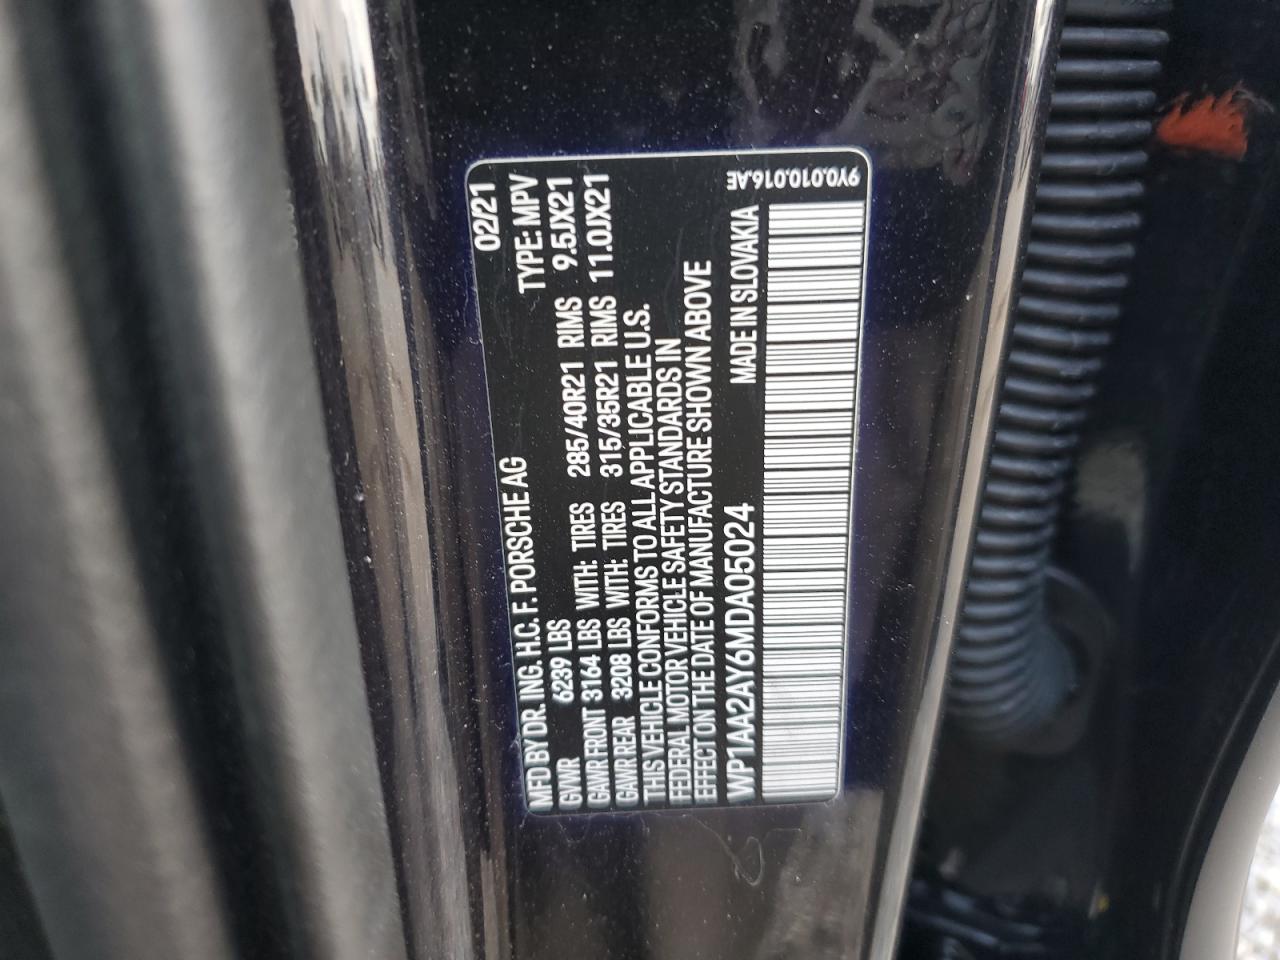 MFD BY DR. ING. H.C. F. PORSCHE AG 02/21
GVWR 6239 LBS TYPE: MPV
GAWR FRONT 3164 LBS WITH: TIRES 285/40R21 RIMS 9.5JX21
GAWR REAR 3208 LBS WITH: TIRES 315/35R21 RIMS 11.0JX21
THIS VEHICLE CONFORMS TO ALL APPLICABLE U.S.
FEDERAL MOTOR VEHICLE SAFETY STANDARDS IN
EFFECT ON THE DATE OF MANUFACTURE SHOWN ABOVE
WP1AA2AY6MDA05024 MADE IN SLOVAKIA
9Y0.010.016.AE